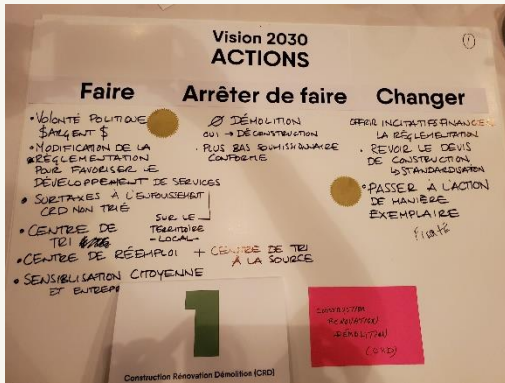 Vision 2030
ACTIONS
1
Faire
• VOLONTÉ POLITIQUE
$ARGENT $
• MODIFICATION DE LA
RÉGLEMENTATION
POUR FAVORISER LE
DÉVELOPPEMENT DE SERVICES
• SURTAXES À L'ENFOUISSEMENT
CRD NON TRIÉ
• CENTRE DE
TRI
SUR LE
TERRITOIRE
-LOCAL-
• CENTRE DE RÉEMPLOI + CENTRE DE TRI
À LA SOURCE
• SENSIBLISATION CITOYENNE
ET ENTREP
Arrêter de faire
Ø DÉMOLITION
OUI → DÉCONSTRUCTION
• PLUS BAS SOUMISSIONNAIRE
CONFORME
Changer
OFFRIR INCITATIFS FINANCE
LA RÉGLEMENTATION
• REVOIR LE DEVIS
DE CONSTRUCTION
↳ STANDARDISATION
• PASSER À L'ACTION
DE MANIÈRE
EXEMPLAIRE
1
Construction Rénovation Démolition (CRD)
CONSTRUCTION
RÉNOVATION
DÉMOLITION
(CRD)